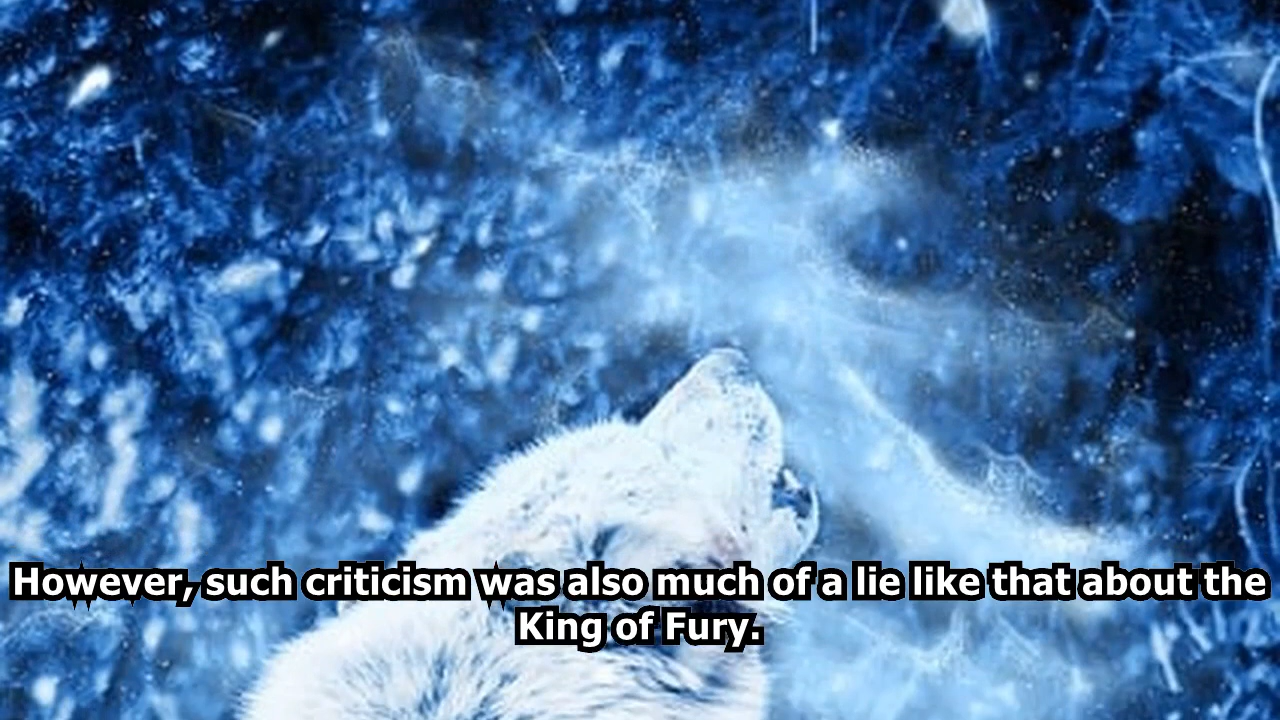 However, such criticism was also much of a lie like that about the
King of Fury.